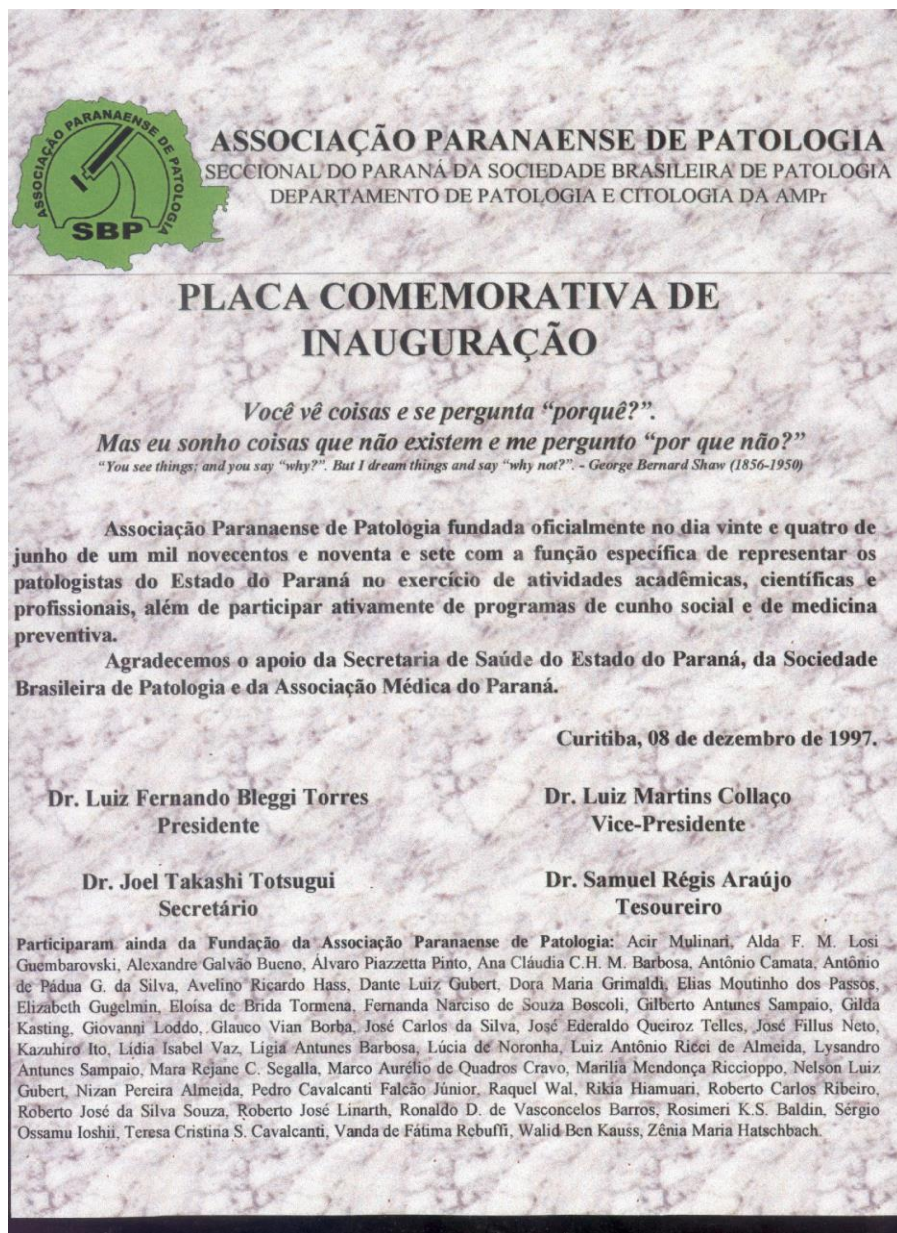 ASSOCIAÇÃO PARANAENSE DE PATOLOGIA
SBP
ASSOCIAÇÃO PARANAENSE DE PATOLOGIA
SECCIONAL DO PARANÁ DA SOCIEDADE BRASILEIRA DE PATOLOGIA
DEPARTAMENTO DE PATOLOGIA E CITOLOGIA DA AMPr
PLACA COMEMORATIVA DE
INAUGURAÇÃO
Você vê coisas e se pergunta “porquê?”.
Mas eu sonho coisas que não existem e me pergunto “por que não?”
“You see things; and you say “why?”. But I dream things and say “why not?”. - George Bernard Shaw (1856-1950)
Associação Paranaense de Patologia fundada oficialmente no dia vinte e quatro de
junho de um mil novecentos e noventa e sete com a função específica de representar os
patologistas do Estado do Paraná no exercício de atividades acadêmicas, científicas e
profissionais, além de participar ativamente de programas de cunho social e de medicina
preventiva.
Agradecemos o apoio da Secretaria de Saúde do Estado do Paraná, da Sociedade
Brasileira de Patologia e da Associação Médica do Paraná.
Curitiba, 08 de dezembro de 1997.
Dr. Luiz Fernando Bleggi Torres
Presidente
Dr. Luiz Martins Collaço
Vice-Presidente
Dr. Joel Takashi Totsugui
Secretário
Dr. Samuel Régis Araújo
Tesoureiro
Participaram ainda da Fundação da Associação Paranaense de Patologia: Acir Mulinari, Alda F. M. Losi
Guembarovski, Alexandre Galvão Bueno, Álvaro Piazzetta Pinto, Ana Cláudia C.H. M. Barbosa, Antônio Camata, Antônio
de Pádua G. da Silva, Avelino Ricardo Hass, Dante Luiz Gubert, Dora Maria Grimaldi, Elias Moutinho dos Passos,
Elizabeth Gugelmin, Eloísa de Brida Tormena, Fernanda Narciso de Souza Boscoli, Gilberto Antunes Sampaio, Gilda
Kasting, Giovanni Loddo, Glauco Vian Borba, José Carlos da Silva, José Ederaldo Queiroz Telles, José Fillus Neto,
Kazuhiro Ito, Lídia Isabel Vaz, Lígia Antunes Barbosa, Lúcia de Noronha, Luiz Antônio Ricci de Almeida, Lysandro
Antunes Sampaio, Mara Rejane C. Segalla, Marco Aurélio de Quadros Cravo, Marília Mendonça Riccioppo, Nelson Luiz
Gubert, Nizan Pereira Almeida, Pedro Cavalcanti Falcão Júnior, Raquel Wal, Rikia Hiamuari, Roberto Carlos Ribeiro,
Roberto José da Silva Souza, Roberto José Linarth, Ronaldo D. de Vasconcelos Barros, Rosimeri K.S. Baldin, Sérgio
Ossamu Ioshii, Teresa Cristina S. Cavalcanti, Vanda de Fátima Rebuffi, Walid Ben Kauss, Zênia Maria Hatschbach.